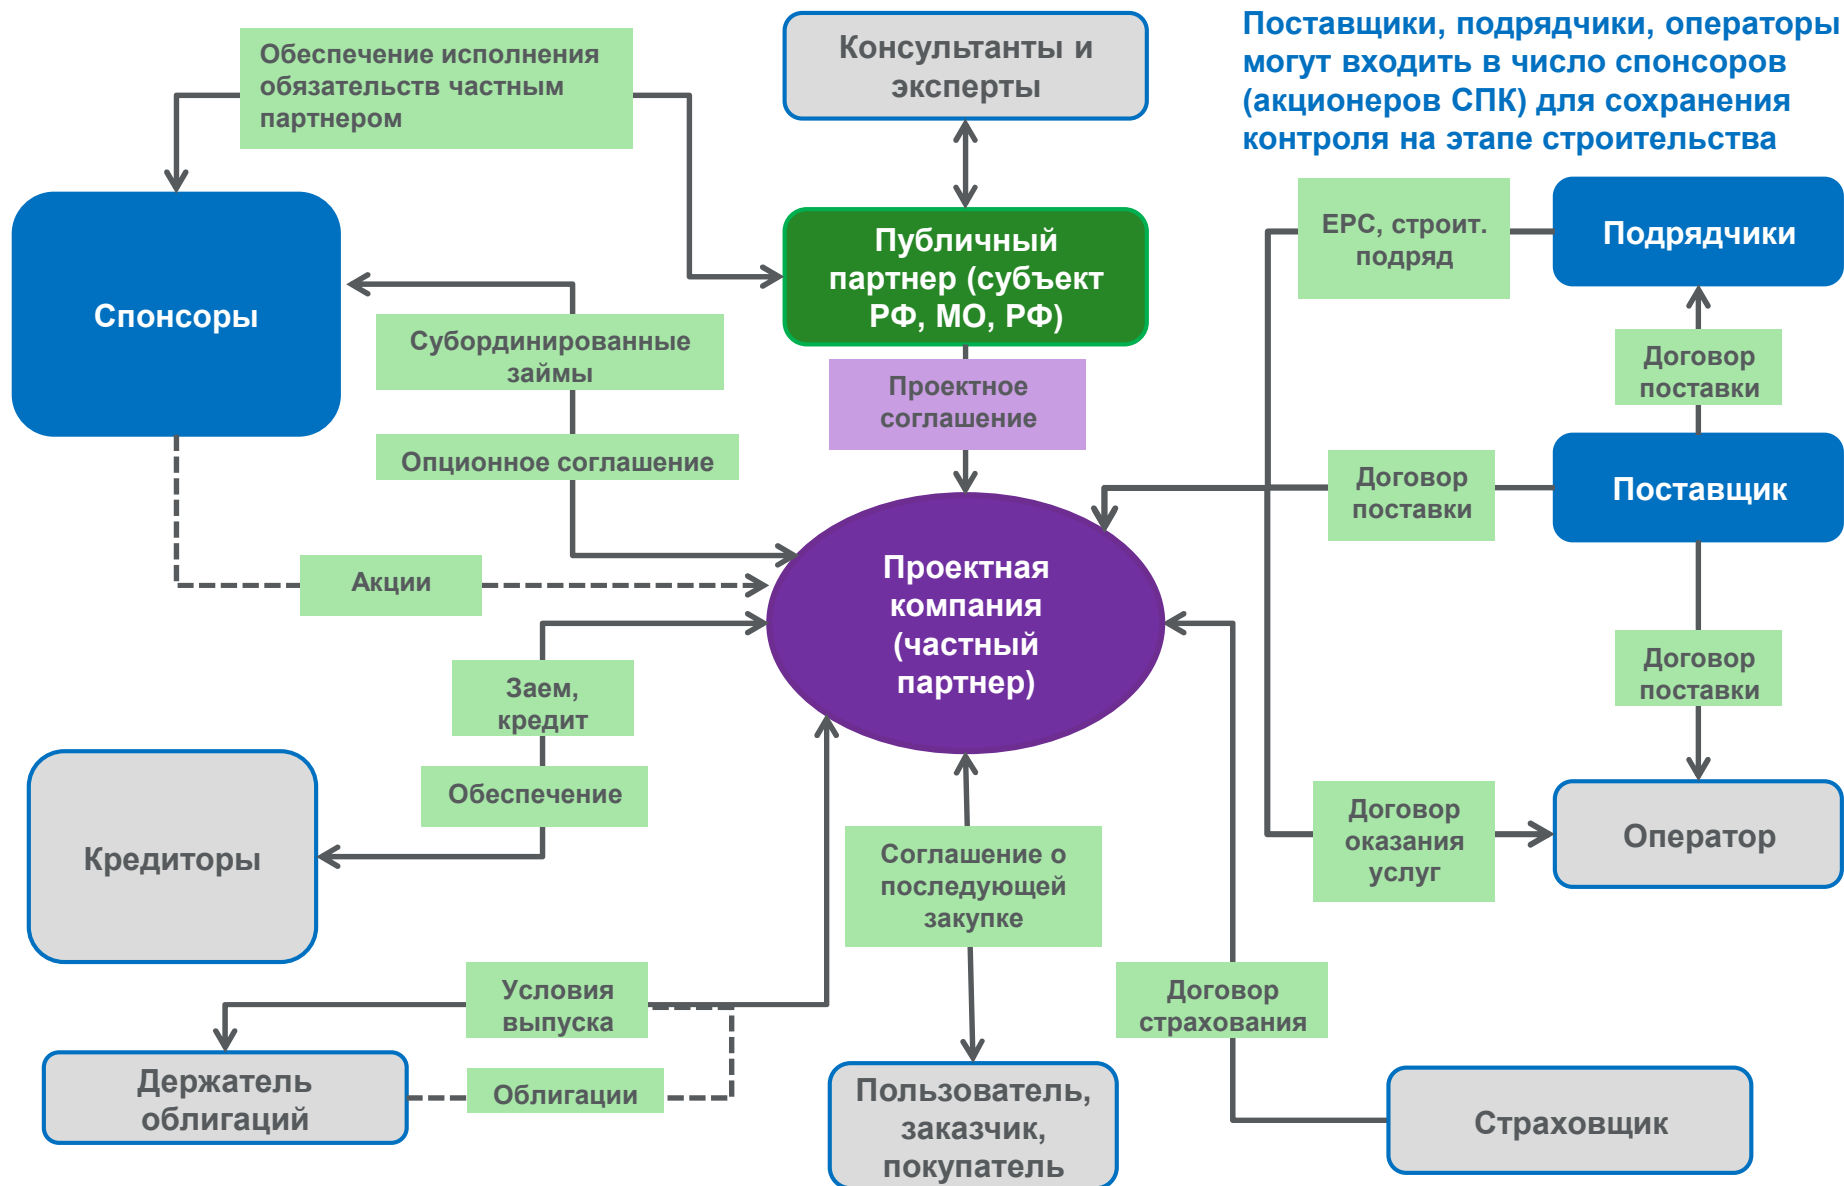 Обеспечение исполнения
обязательств частным
партнером
Консультанты и
эксперты
Поставщики, подрядчики, операторы
могут входить в число спонсоров
(акционеров СПК) для сохранения
контроля на этапе строительства
Спонсоры
Публичный
партнер (субъект
РФ, МО, РФ)
EPC, строит.
подряд
Подрядчики
Субординированные
займы
Проектное
соглашение
Договор
поставки
Опционное соглашение
Договор
поставки
Поставщик
Акции
Проектная
компания
(частный
партнер)
Договор
поставки
Заем,
кредит
Обеспечение
Кредиторы
Соглашение о
последующей
закупке
Договор
оказания
услуг
Оператор
Условия
выпуска
Договор
страхования
Держатель
облигаций
Облигации
Пользователь,
заказчик,
покупатель
Страховщик